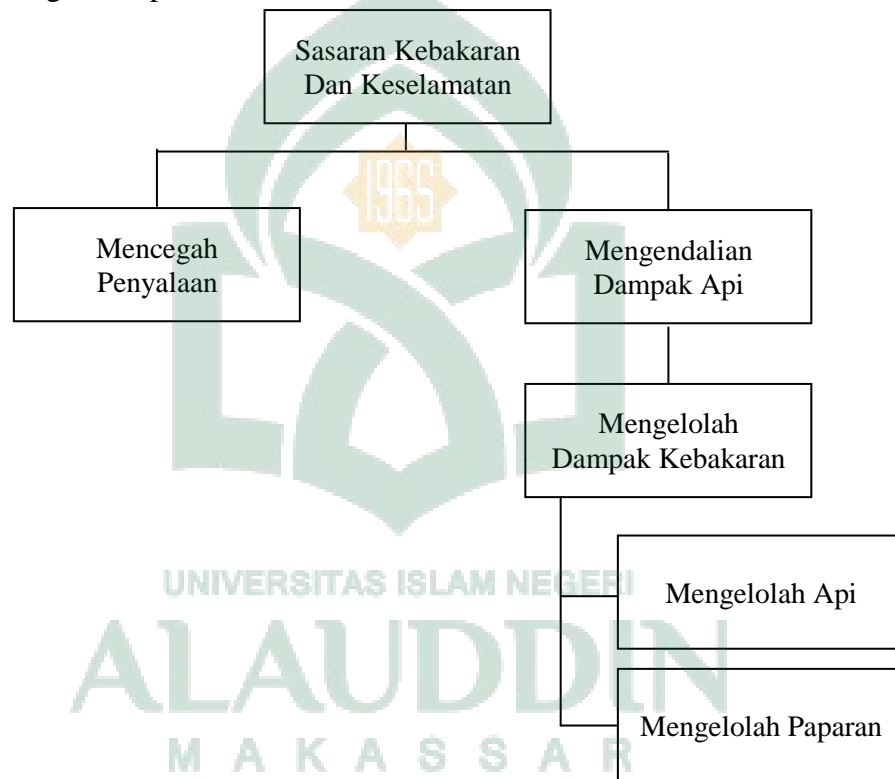 Sasaran Kebakaran
Dan Keselamatan
1965
Mencegah
Penyalaan
Mengendalian
Dampak Api
Mengelolah
Dampak Kebakaran
UNIVERSITAS ISLAM NEGERI
Mengelolah Api
ALAUDDIN
Mengelolah Paparan
MAKASSAR